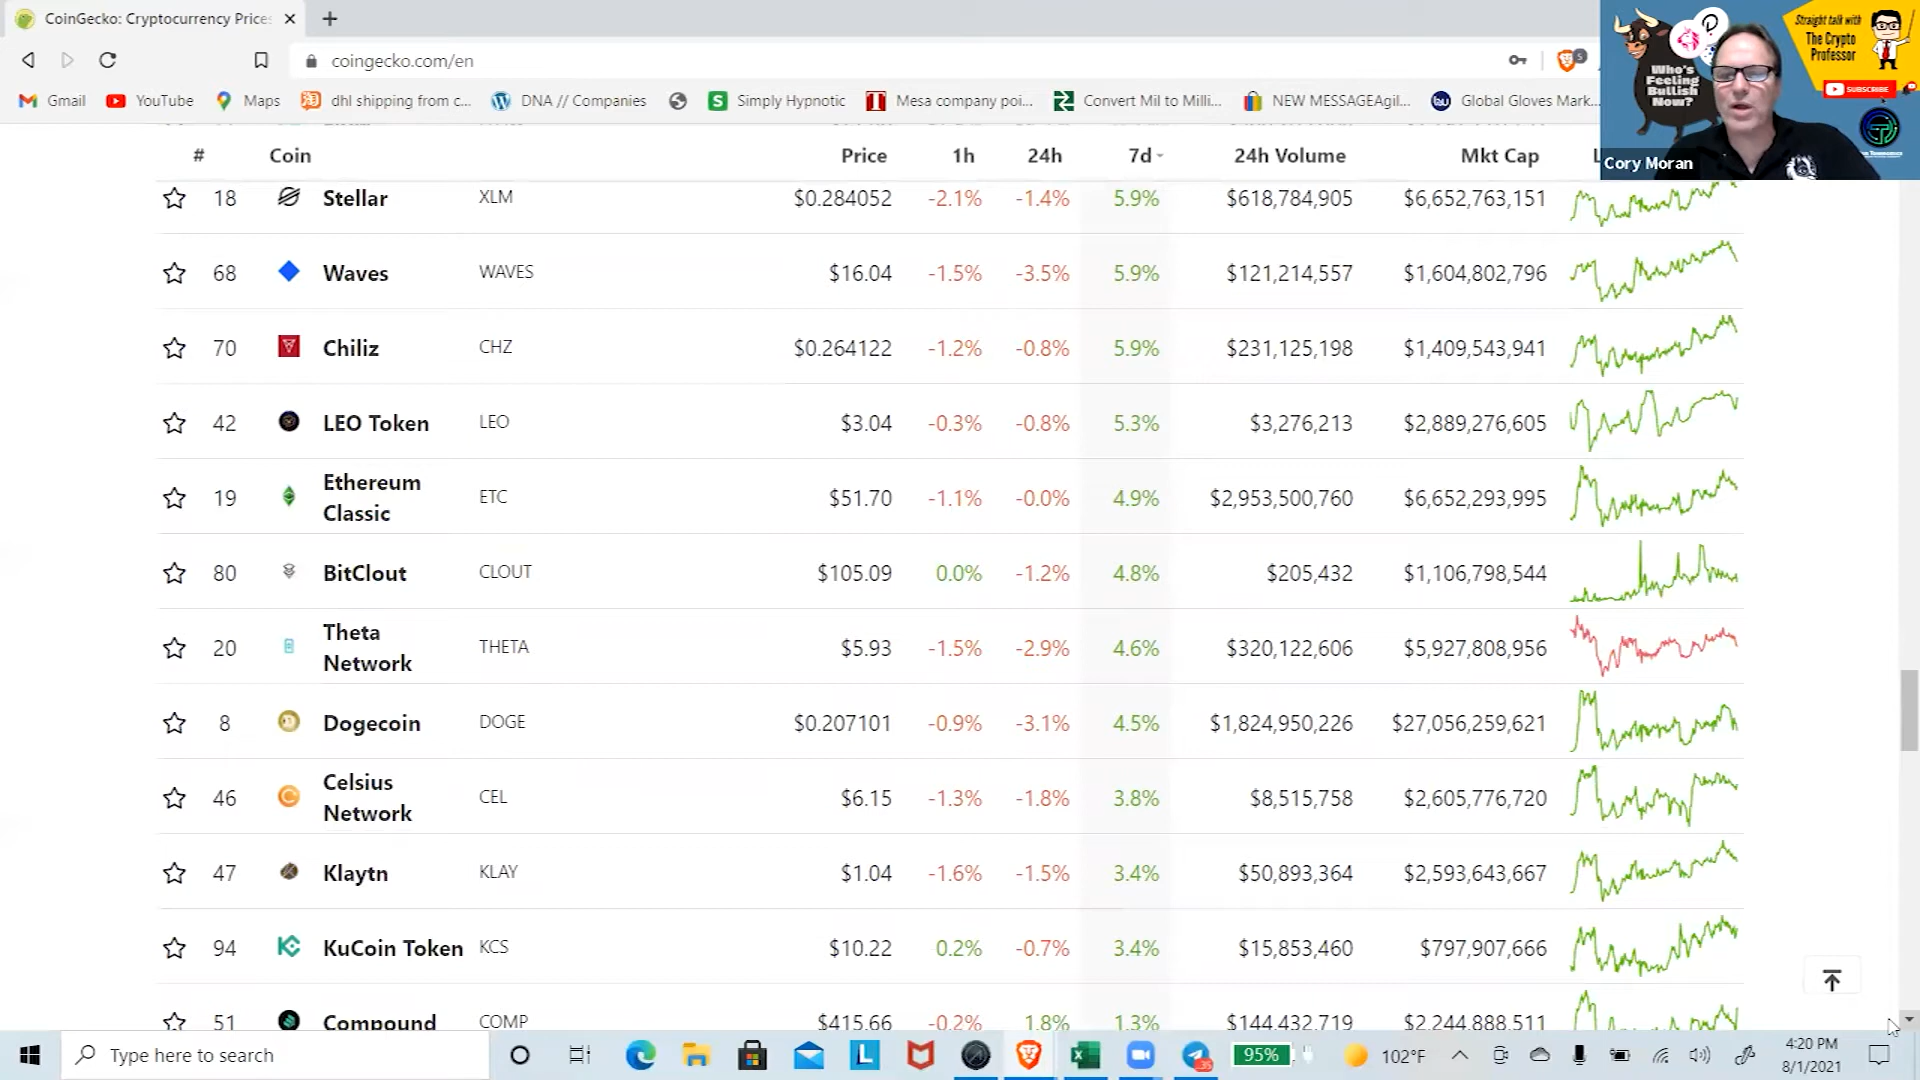 CoinGecko: Cryptocurrency Price
coingecko.com/en
5
Gmail YouTube Maps dhl shipping from c... DNA // Companies Simply Hypnotic Mesa company poi... Convert Mil to Milli... NEW MESSAGEAgil... Global Gloves Mark...
Straight talk with
The Crypto
Professor
SUBSCRIBE
Who's
Feeling
Bullish
Now?
Cory Moran
# Coin Price 1h 24h 7d 24h Volume Mkt Cap L
18 Stellar XLM $0.284052 -2.1% -1.4% 5.9% $618,784,905 $6,652,763,151
68 Waves WAVES $16.04 -1.5% -3.5% 5.9% $121,214,557 $1,604,802,796
70 Chiliz CHZ $0.264122 -1.2% -0.8% 5.9% $231,125,198 $1,409,543,941
42 LEO Token LEO $3.04 -0.3% -0.8% 5.3% $3,276,213 $2,889,276,605
19 Ethereum Classic ETC $51.70 -1.1% -0.0% 4.9% $2,953,500,760 $6,652,293,995
80 BitClout CLOUT $105.09 0.0% -1.2% 4.8% $205,432 $1,106,798,544
20 Theta Network THETA $5.93 -1.5% -2.9% 4.6% $320,122,606 $5,927,808,956
8 Dogecoin DOGE $0.207101 -0.9% -3.1% 4.5% $1,824,950,226 $27,056,259,621
46 Celsius Network CEL $6.15 -1.3% -1.8% 3.8% $8,515,758 $2,605,776,720
47 Klaytn KLAY $1.04 -1.6% -1.5% 3.4% $50,893,364 $2,593,643,667
94 KuCoin Token KCS $10.22 0.2% -0.7% 3.4% $15,853,460 $797,907,666
51 Compound COMP $415.66 -0.2% 1.8% 1.3% $144,432,719 $2,244,888,511
Type here to search
95%
102°F
4:20 PM
8/1/2021